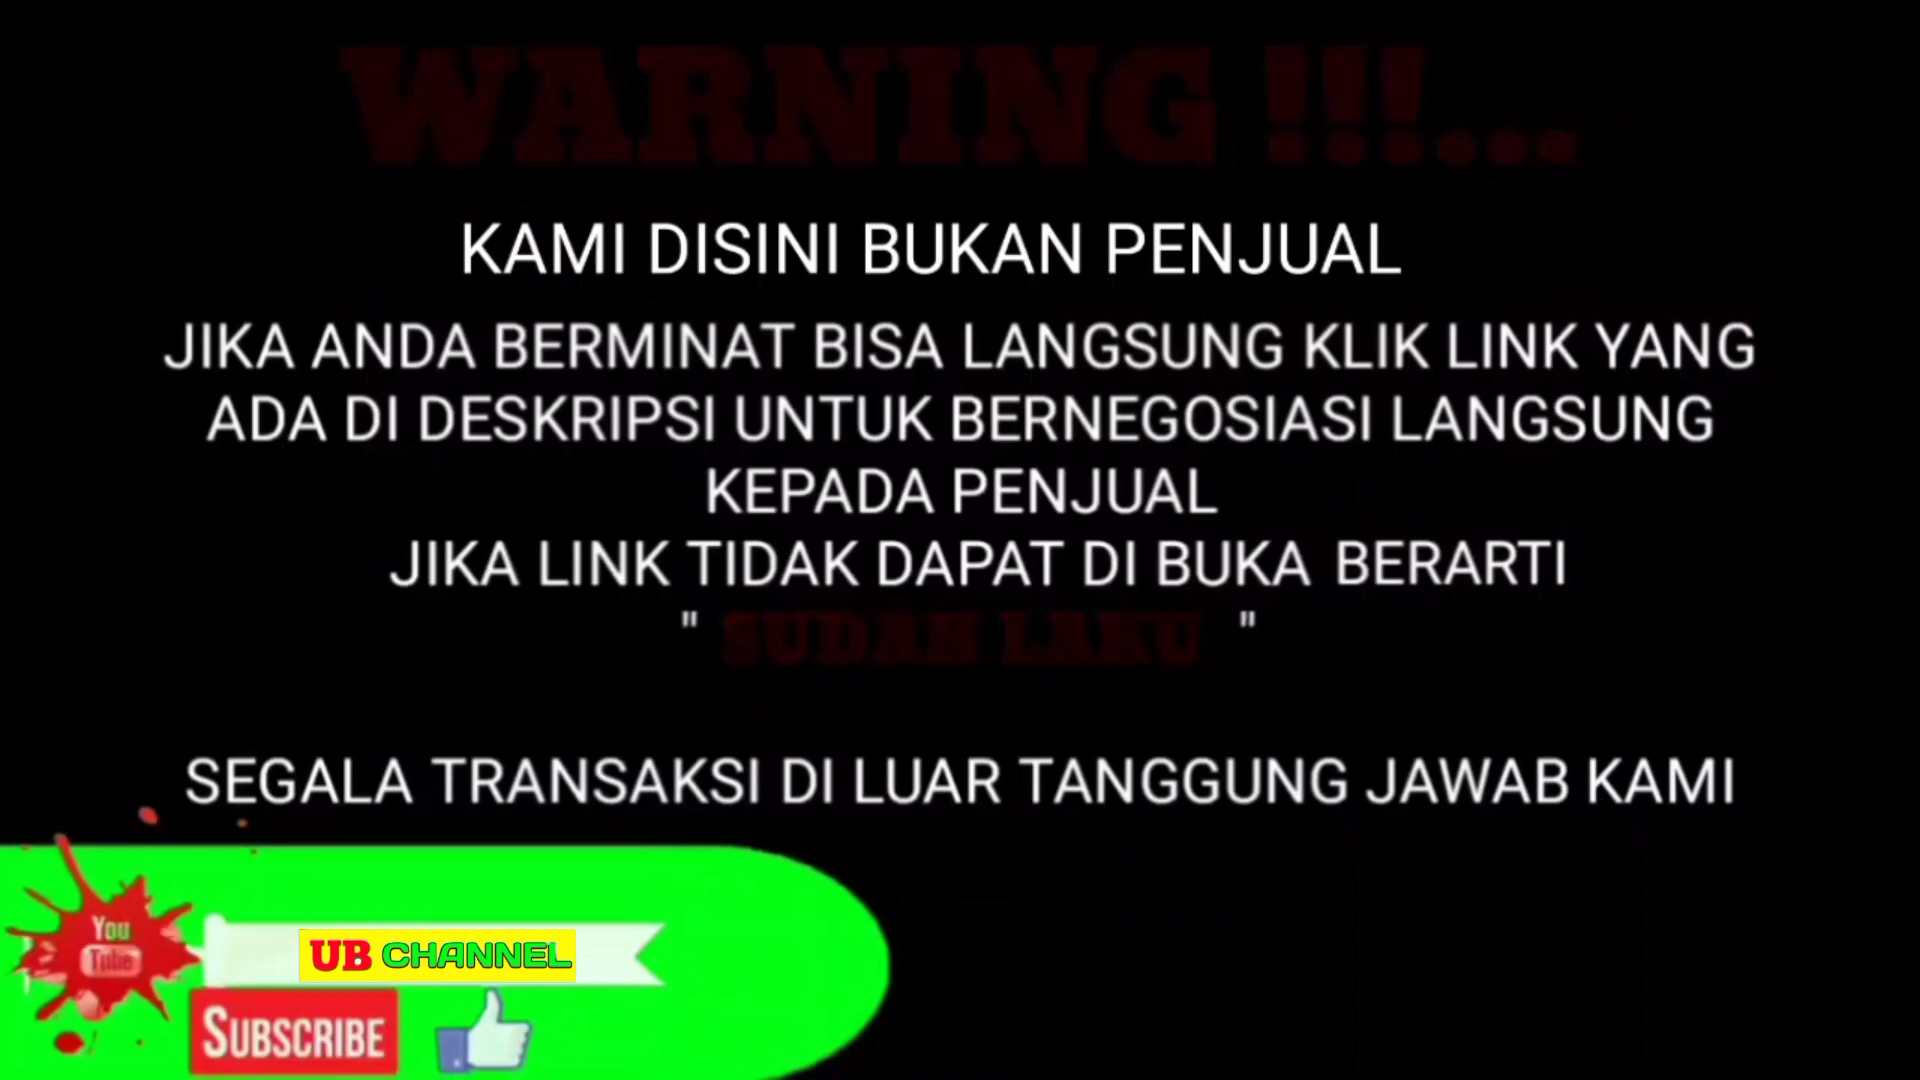 WARNING !!!...
KAMI DISINI BUKAN PENJUAL
JIKA ANDA BERMINAT BISA LANGSUNG KLIK LINK YANG
ADA DI DESKRIPSI UNTUK BERNEGOSIASI LANGSUNG
KEPADA PENJUAL
JIKA LINK TIDAK DAPAT DI BUKA BERARTI
" SUDAH LAKU "
SEGALA TRANSAKSI DI LUAR TANGGUNG JAWAB KAMI
You
Tube
UB CHANNEL
SUBSCRIBE